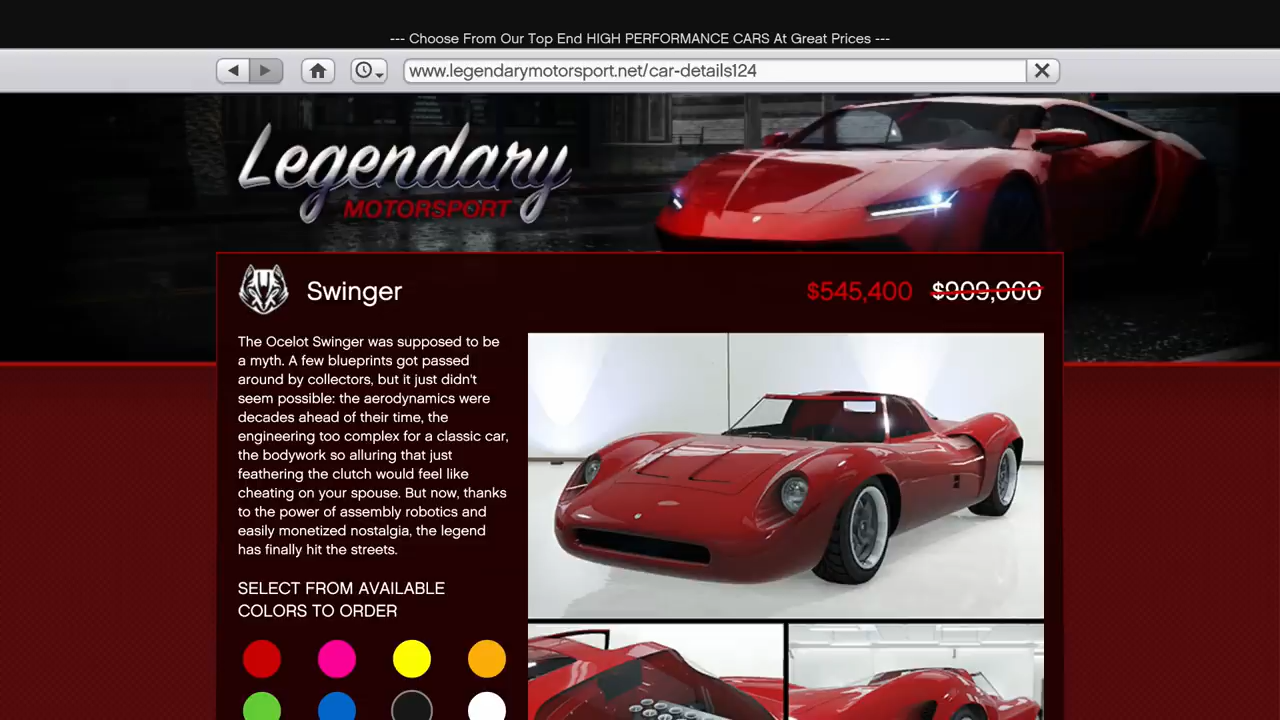 --- Choose From Our Top End HIGH PERFORMANCE CARS At Great Prices ---
www.legendarymotorsport.net/car-details124
Legendary
MOTORSPORT
Swinger
$545,400 $909,000
The Ocelot Swinger was supposed to be
a myth. A few blueprints got passed
around by collectors, but it just didn't
seem possible: the aerodynamics were
decades ahead of their time, the
engineering too complex for a classic car,
the bodywork so alluring that just
feathering the clutch would feel like
cheating on your spouse. But now, thanks
to the power of assembly robotics and
easily monetized nostalgia, the legend
has finally hit the streets.
SELECT FROM AVAILABLE
COLORS TO ORDER